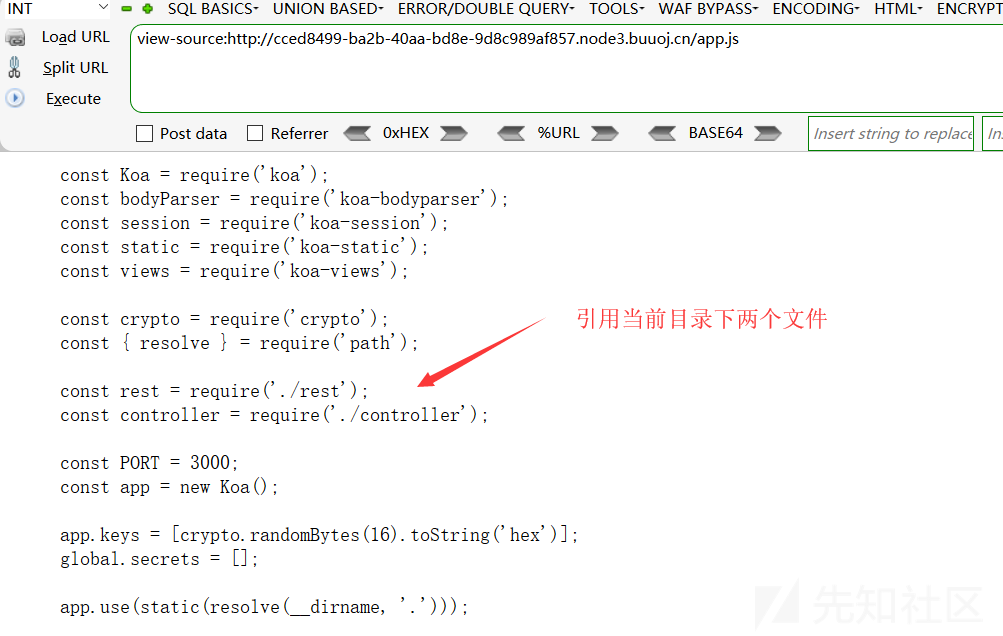 INT SQL BASICS- UNION BASED- ERROR/DOUBLE QUERY- TOOLS- WAF BYPASS- ENCODING- HTML- ENCRYPT
Load URL
view-source:http://cced8499-ba2b-40aa-bd8e-9d8c989af857.node3.buuoj.cn/app.js
Split URL
Execute
Post data Referrer 0xHEX %URL BASE64 Insert string to replace In
const Koa = require('koa');
const bodyParser = require('koa-bodyparser');
const session = require('koa-session');
const static = require('koa-static');
const views = require('koa-views');
const crypto = require('crypto');
引用当前目录下两个文件
const { resolve } = require('path');
const rest = require('./rest');
const controller = require('./controller');
const PORT = 3000;
const app = new Koa();
app.keys = [crypto.randomBytes(16).toString('hex')];
global.secrets = [];
app.use(static(resolve(__dirname, '.')));
先知社区